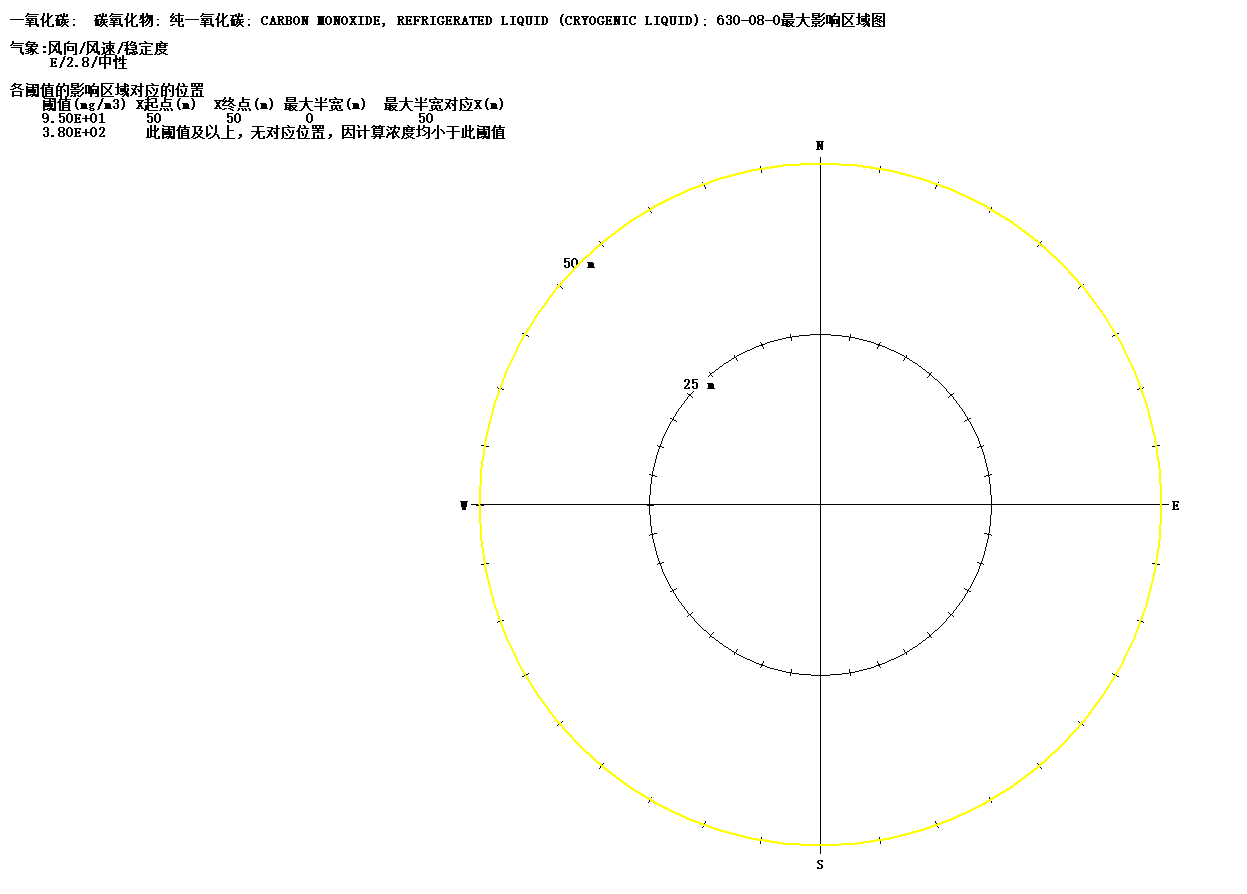 一氧化碳: 碳氧化物: 纯一氧化碳: CARBON MONOXIDE, REFRIGERATED LIQUID (CRYOGENIC LIQUID): 630-08-0最大影响区域图
气象:风向/风速/稳定度
E/2.8/中性
各阈值的影响区域对应的位置
阈值(mg/m3) X起点(m) X终点(m) 最大半宽(m) 最大半宽对应X(m)
9.50E+01 50 50 0 50
3.80E+02 此阈值及以上，无对应位置，因计算浓度均小于此阈值
N
50 m
25 m
W
E
S